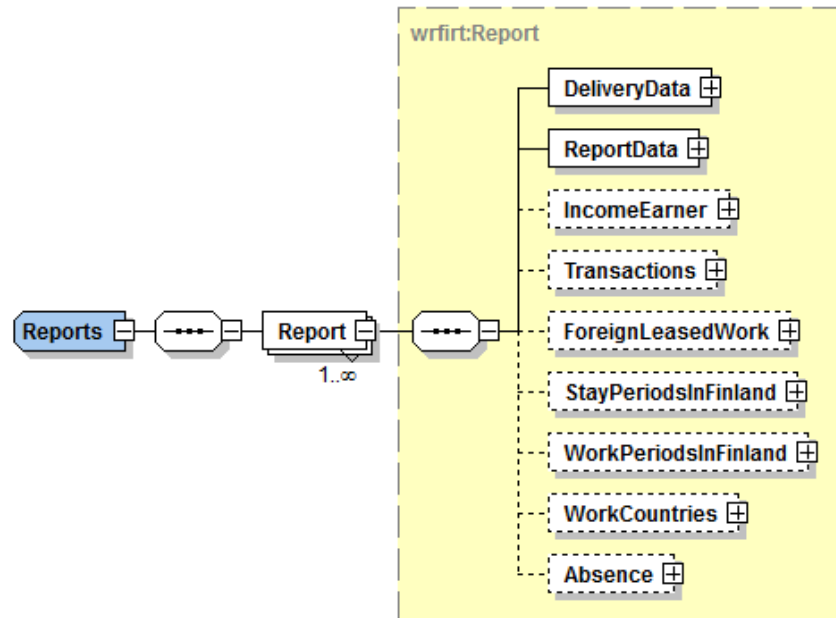 wrfirt:Report
DeliveryData
ReportData
IncomeEarner
Transactions
Reports
Report
1..∞
ForeignLeasedWork
StayPeriodsInFinland
WorkPeriodsInFinland
WorkCountries
Absence